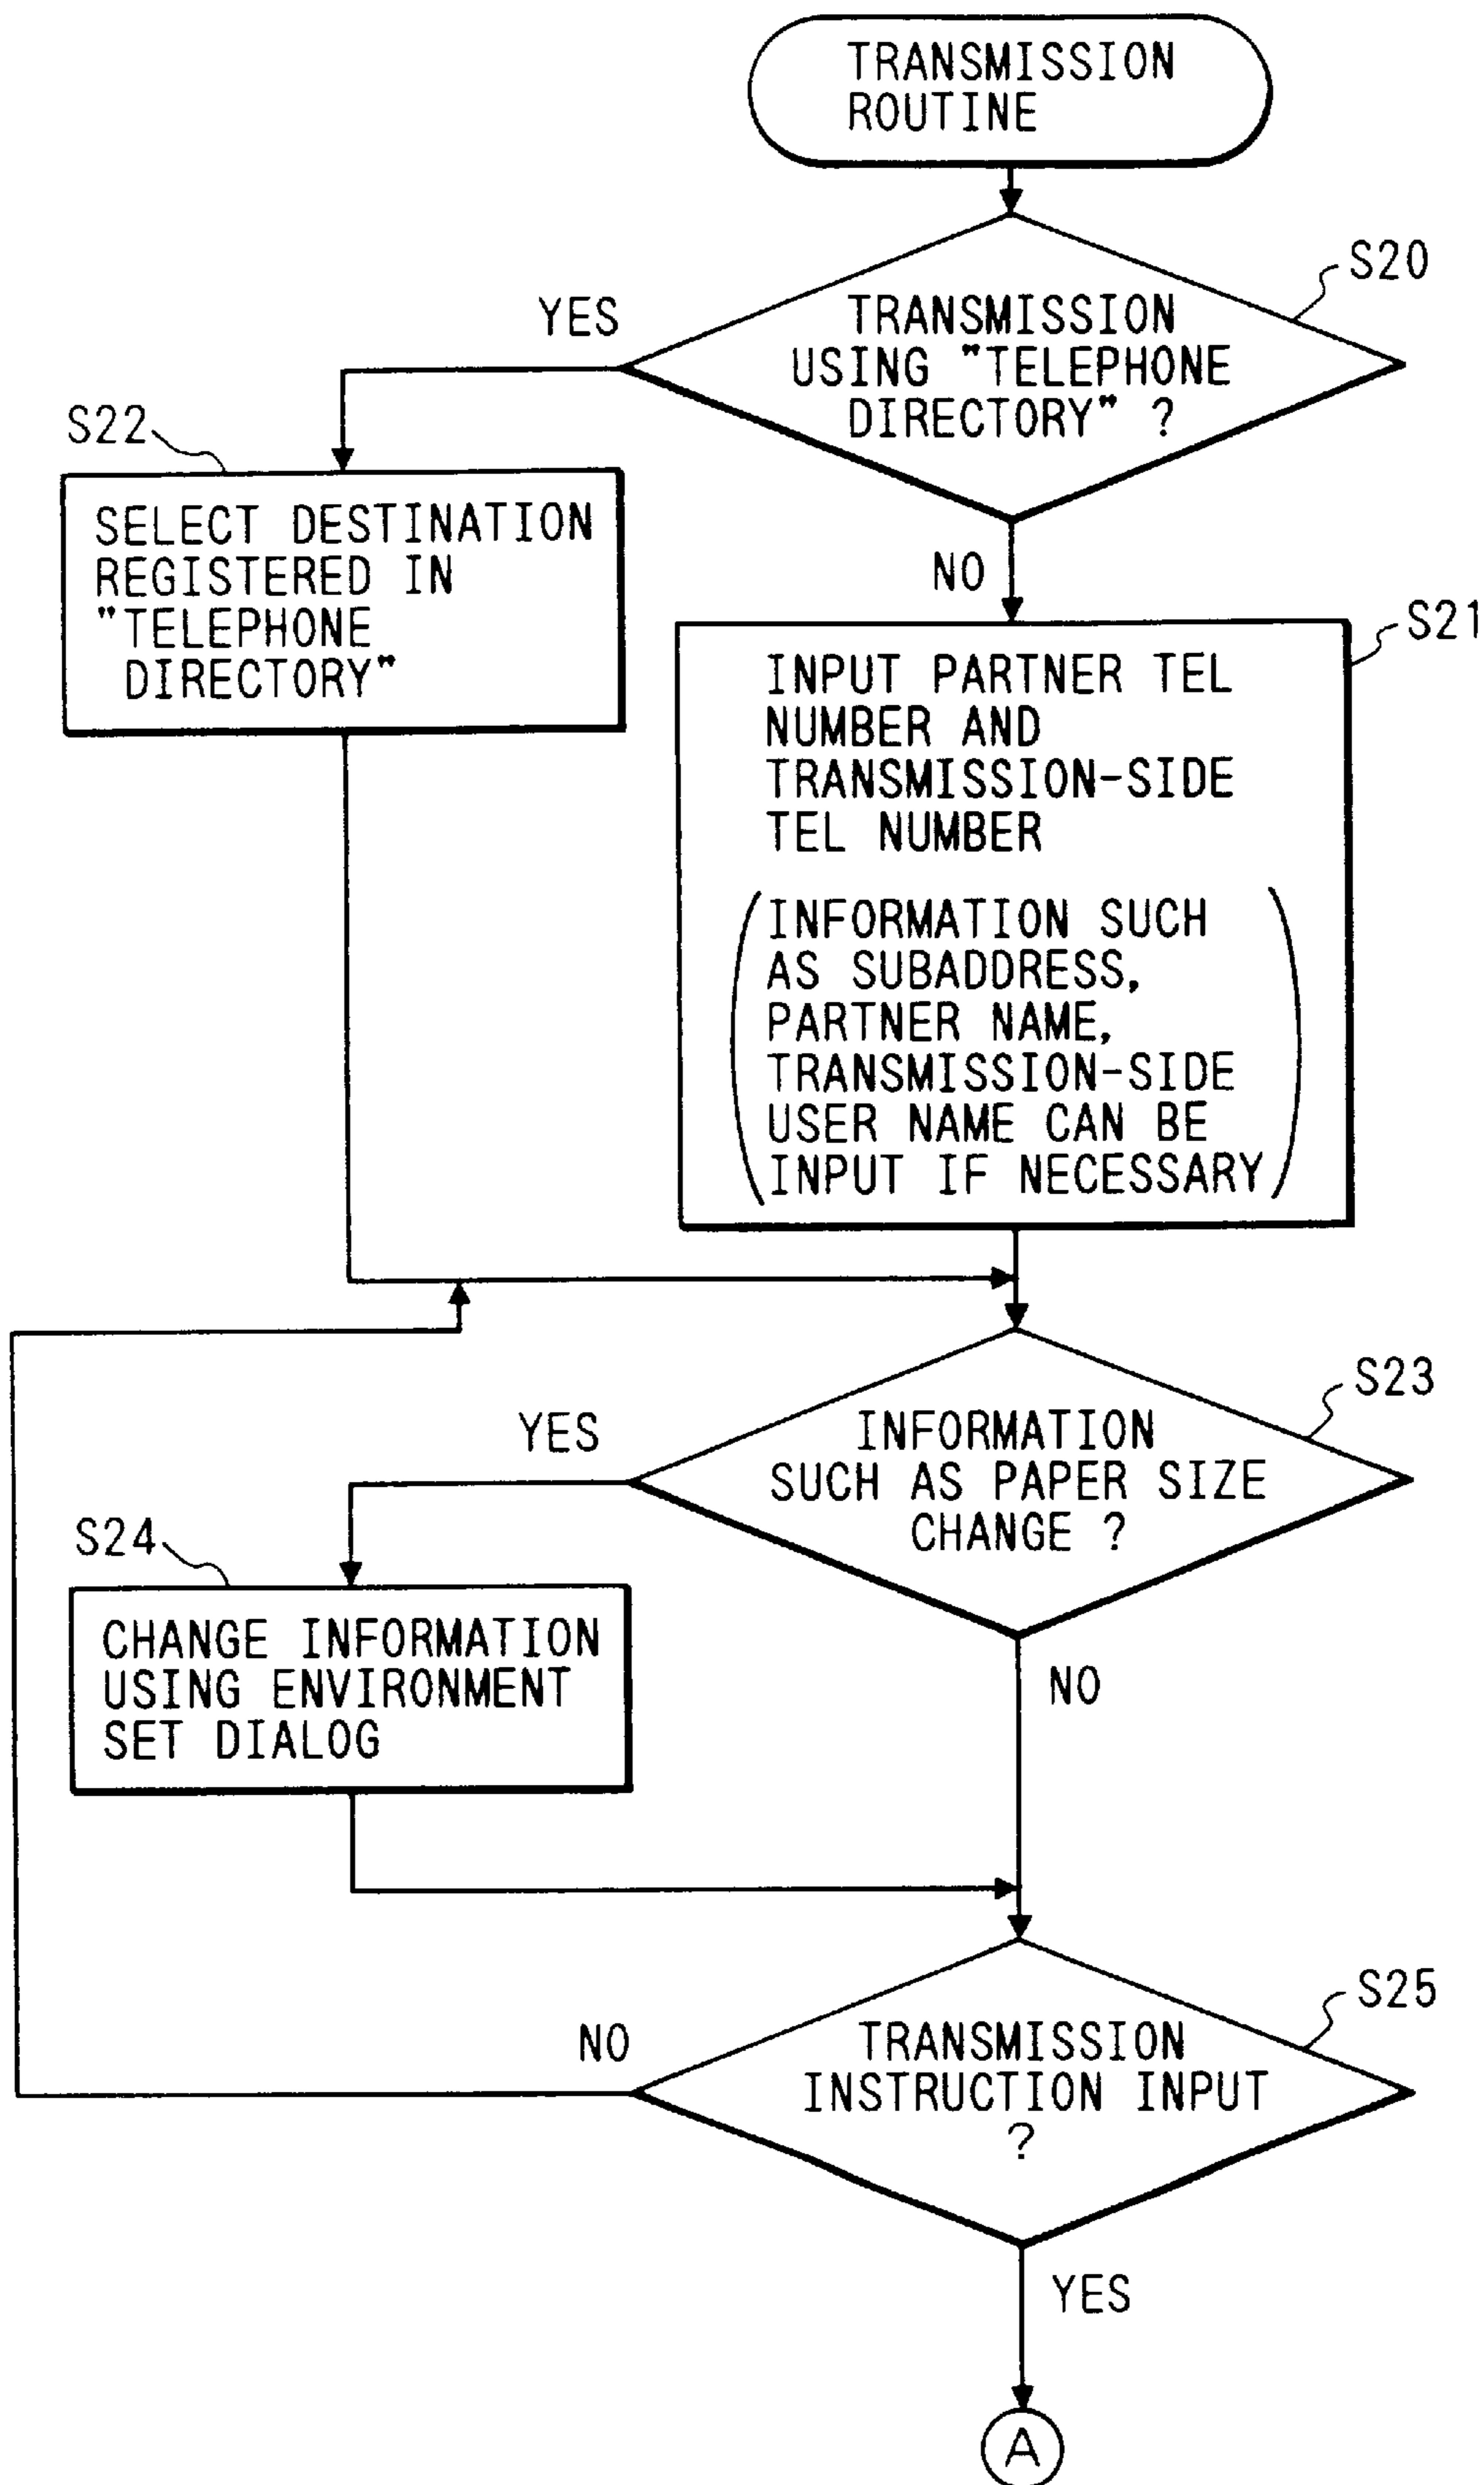 TRANSMISSION
ROUTINE
S20
YES
TRANSMISSION
USING "TELEPHONE
DIRECTORY" ?
S22
SELECT DESTINATION
REGISTERED IN
"TELEPHONE
DIRECTORY"
NO
S21
INPUT PARTNER TEL
NUMBER AND
TRANSMISSION-SIDE
TEL NUMBER
(INFORMATION SUCH
AS SUBADDRESS,
PARTNER NAME,
TRANSMISSION-SIDE
USER NAME CAN BE
INPUT IF NECESSARY)
S23
YES
INFORMATION
SUCH AS PAPER SIZE
CHANGE ?
S24
CHANGE INFORMATION
USING ENVIRONMENT
SET DIALOG
NO
S25
NO
TRANSMISSION
INSTRUCTION INPUT
?
YES
A